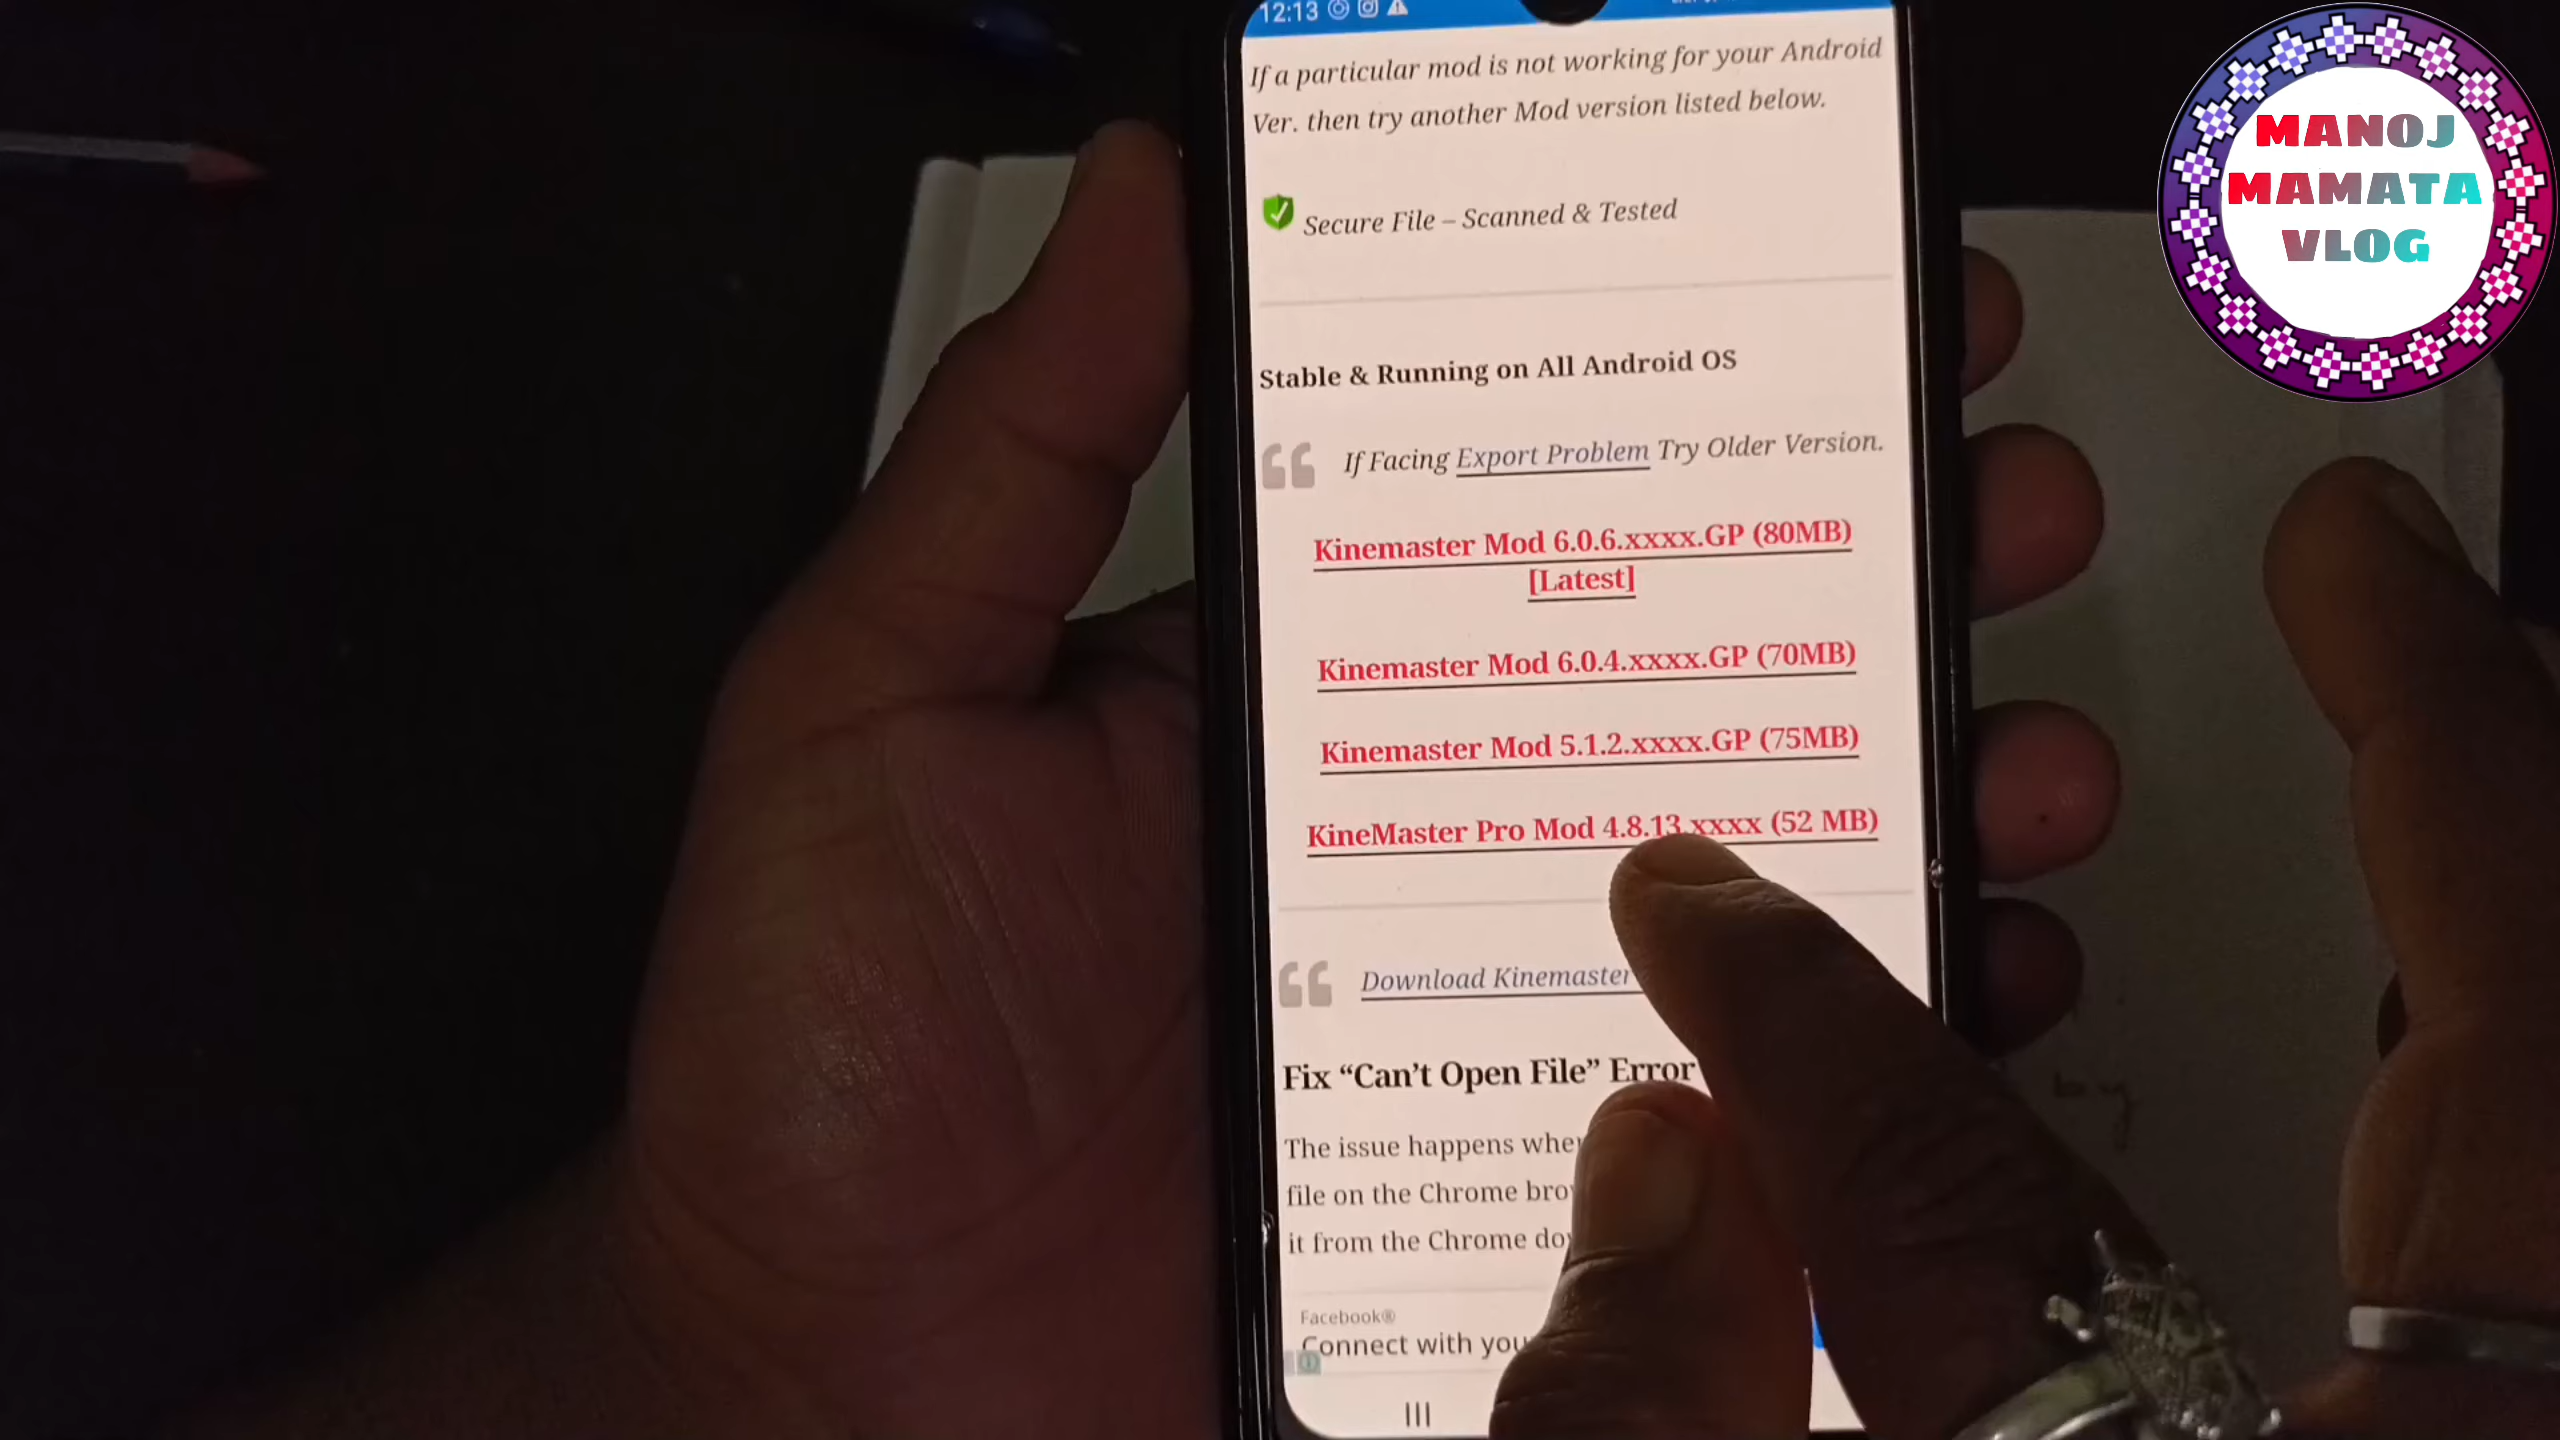 12:13
If a particular mod is not working for your Android
Ver. then try another Mod version listed below.
Secure File – Scanned & Tested
Stable & Running on All Android OS
If Facing Export Problem Try Older Version.
Kinemaster Mod 6.0.6.xxxx.GP (80MB)
[Latest]
Kinemaster Mod 6.0.4.xxxx.GP (70MB)
Kinemaster Mod 5.1.2.xxxx.GP (75MB)
KineMaster Pro Mod 4.8.13.xxxx (52 MB)
Download Kinemaster
Fix “Can’t Open File” Error
The issue happens
file on the Chrome
it from the Chrome
Facebook®
Connect with
MANOJ
MAMATA
VLOG